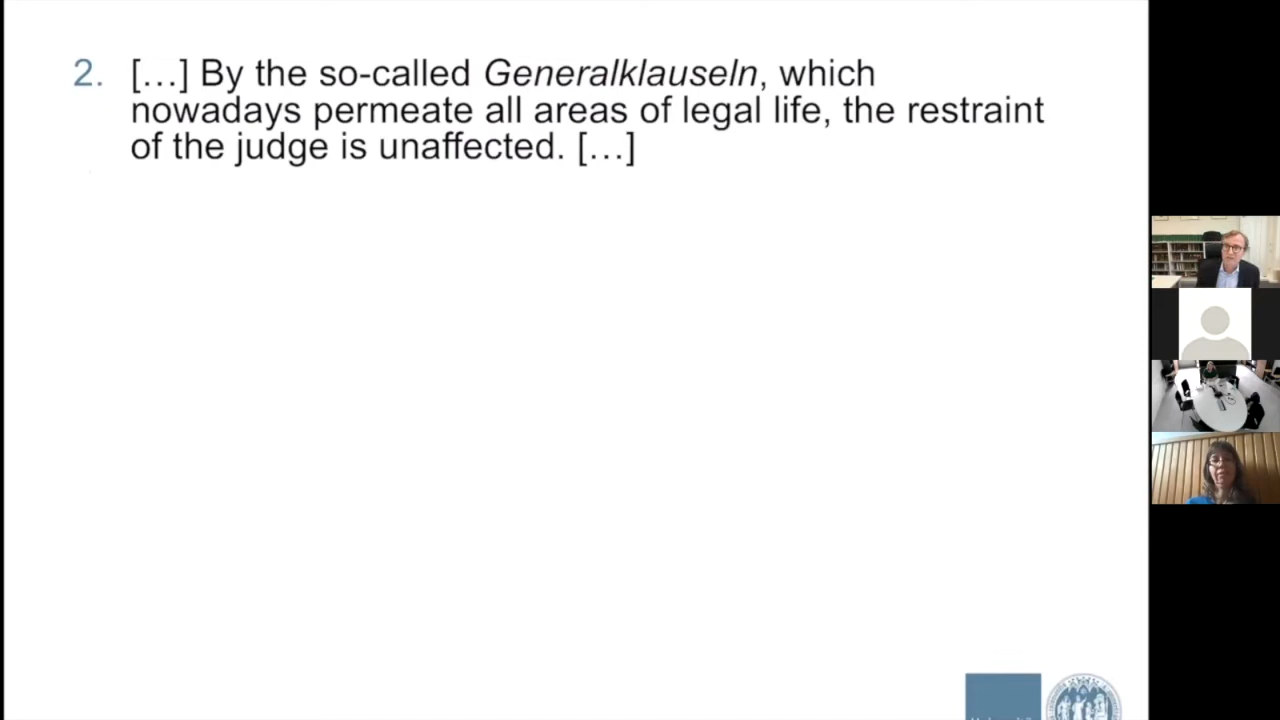 2. […] By the so-called Generalklauseln, which
nowadays permeate all areas of legal life, the restraint
of the judge is unaffected. […]